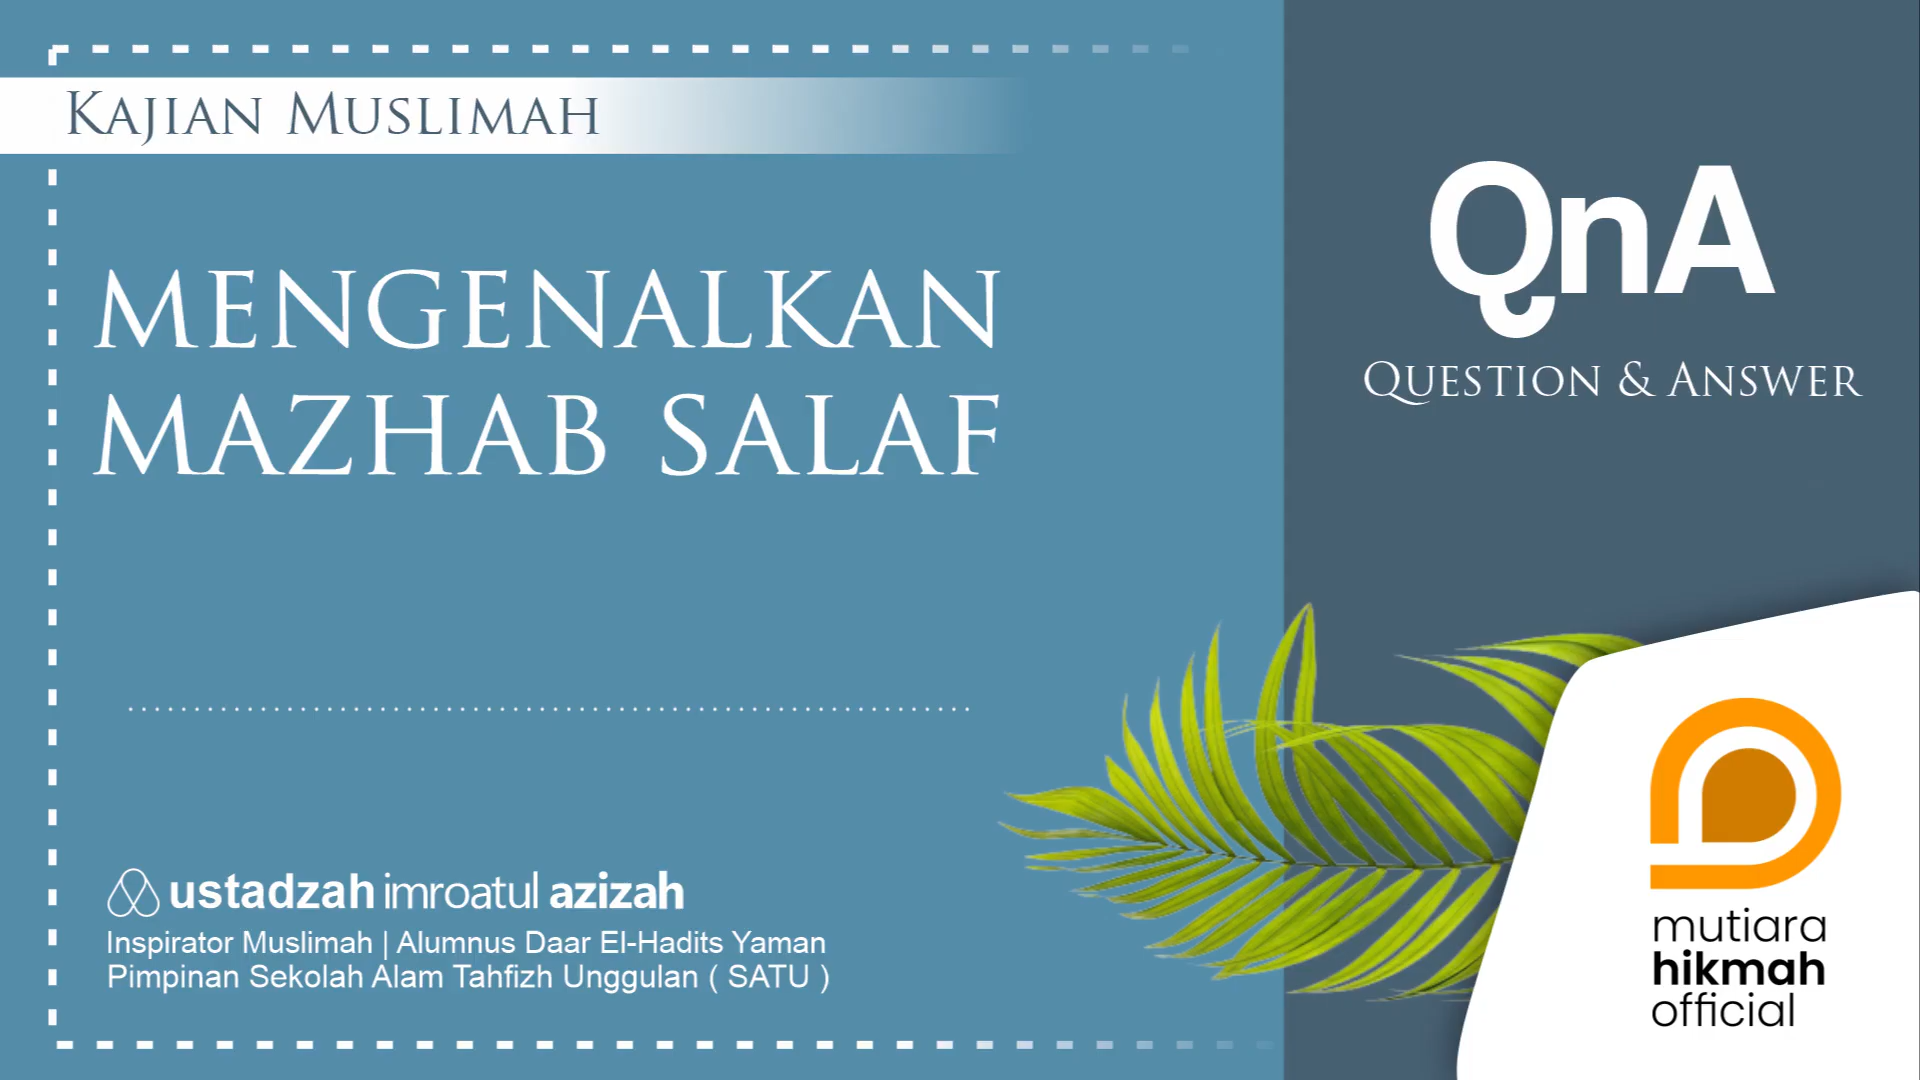 KAJIAN MUSLIMAH
MENGENALKAN
MAZHAB SALAF
ustadzah imroatul azizah
Inspirator Muslimah | Alumnus Daar El-Hadits Yaman
Pimpinan Sekolah Alam Tahfizh Unggulan ( SATU )
QnA
QUESTION & ANSWER
mutiara
hikmah
official